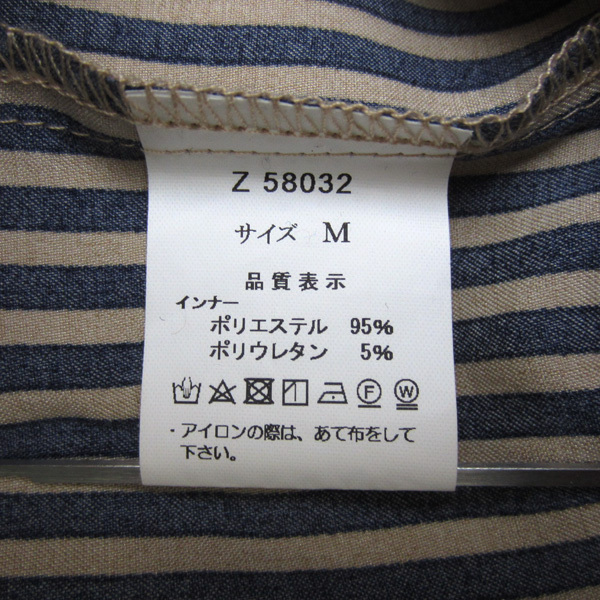 Z 58032
サイズ M
品質表示
インナー
ポリエステル 95%
ポリウレタン 5%
F W
・アイロンの際は、あて布をして
下さい。